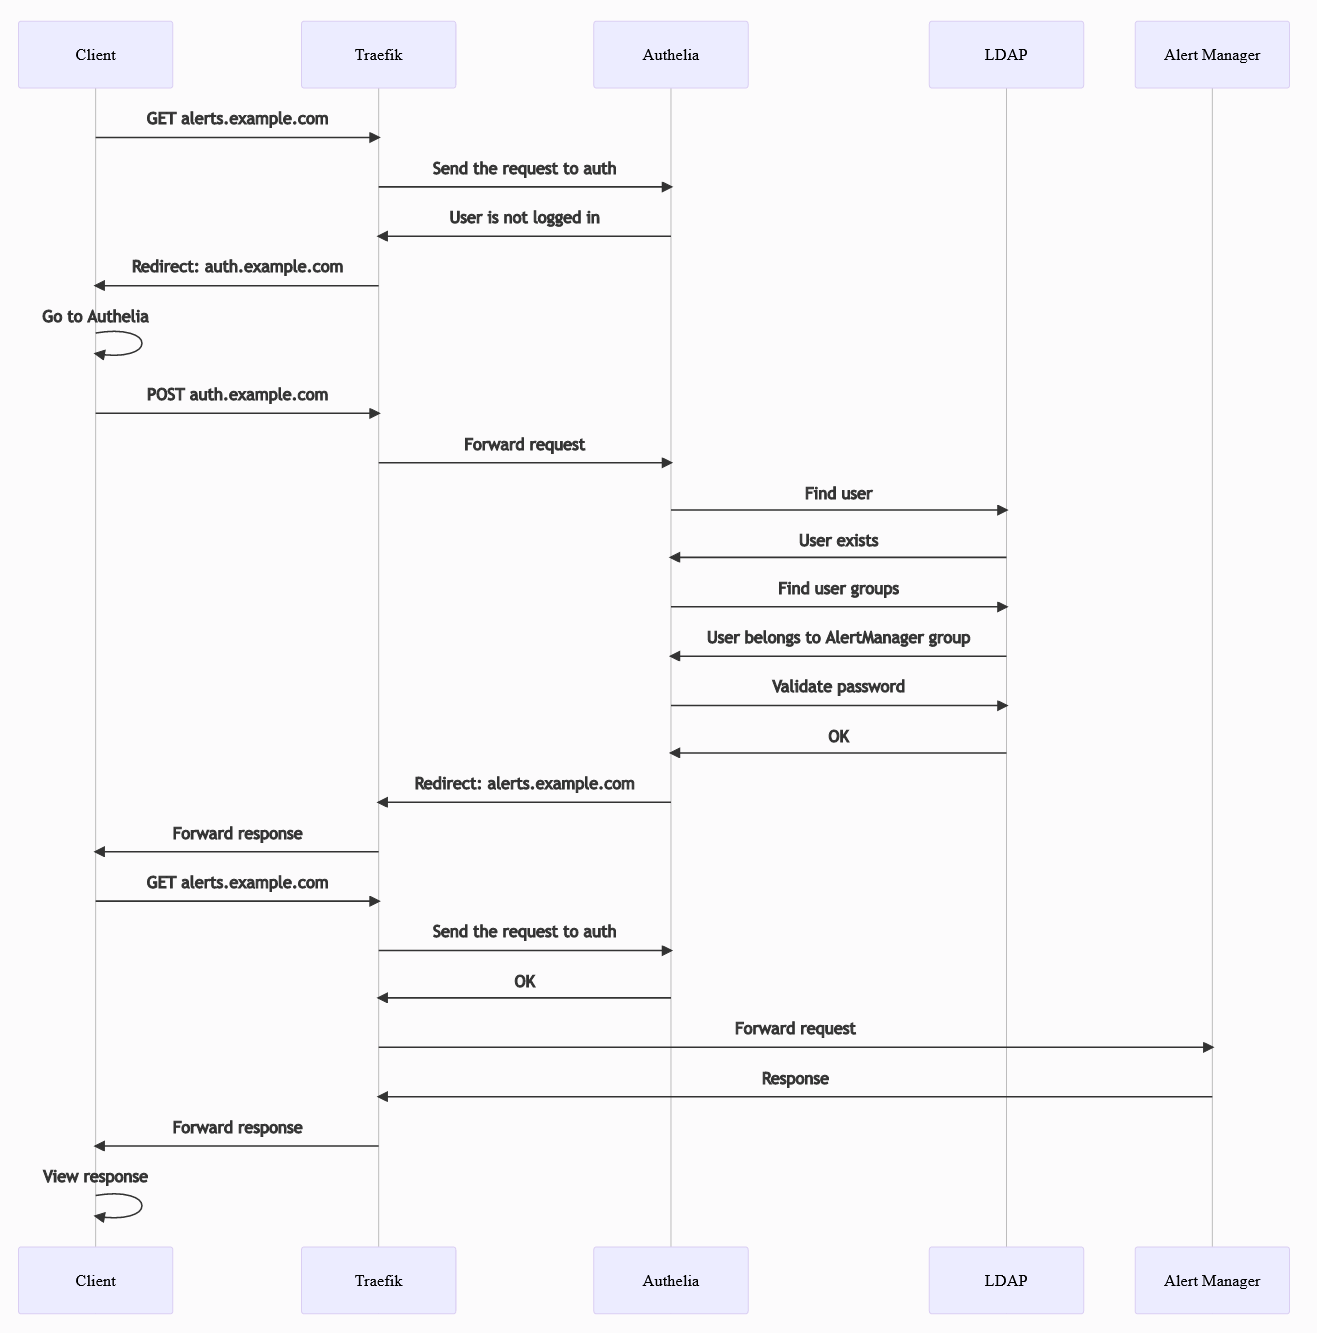 Client
Traefik
Authelia
LDAP
Alert Manager
GET alerts.example.com
Send the request to auth
User is not logged in
Redirect: auth.example.com
Go to Authelia
POST auth.example.com
Forward request
Find user
User exists
Find user groups
User belongs to AlertManager group
Validate password
OK
Redirect: alerts.example.com
Forward response
GET alerts.example.com
Send the request to auth
OK
Forward request
Response
Forward response
View response
Client
Traefik
Authelia
LDAP
Alert Manager